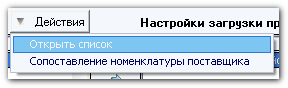 Действия
Настройки загрузки пр
Открыть список
Сопоставление номенклатуры поставщика